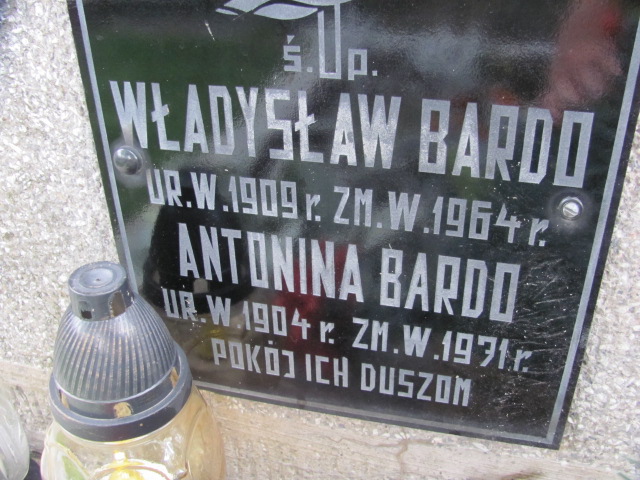 Ś.P.
WŁADYSŁAW BARDO
UR.W.1909 r. ZM.W.1964 r.
ANTONINA BARDO
UR.W.1904 r. ZM.W.1971 r.
POKÓJ ICH DUSZOM